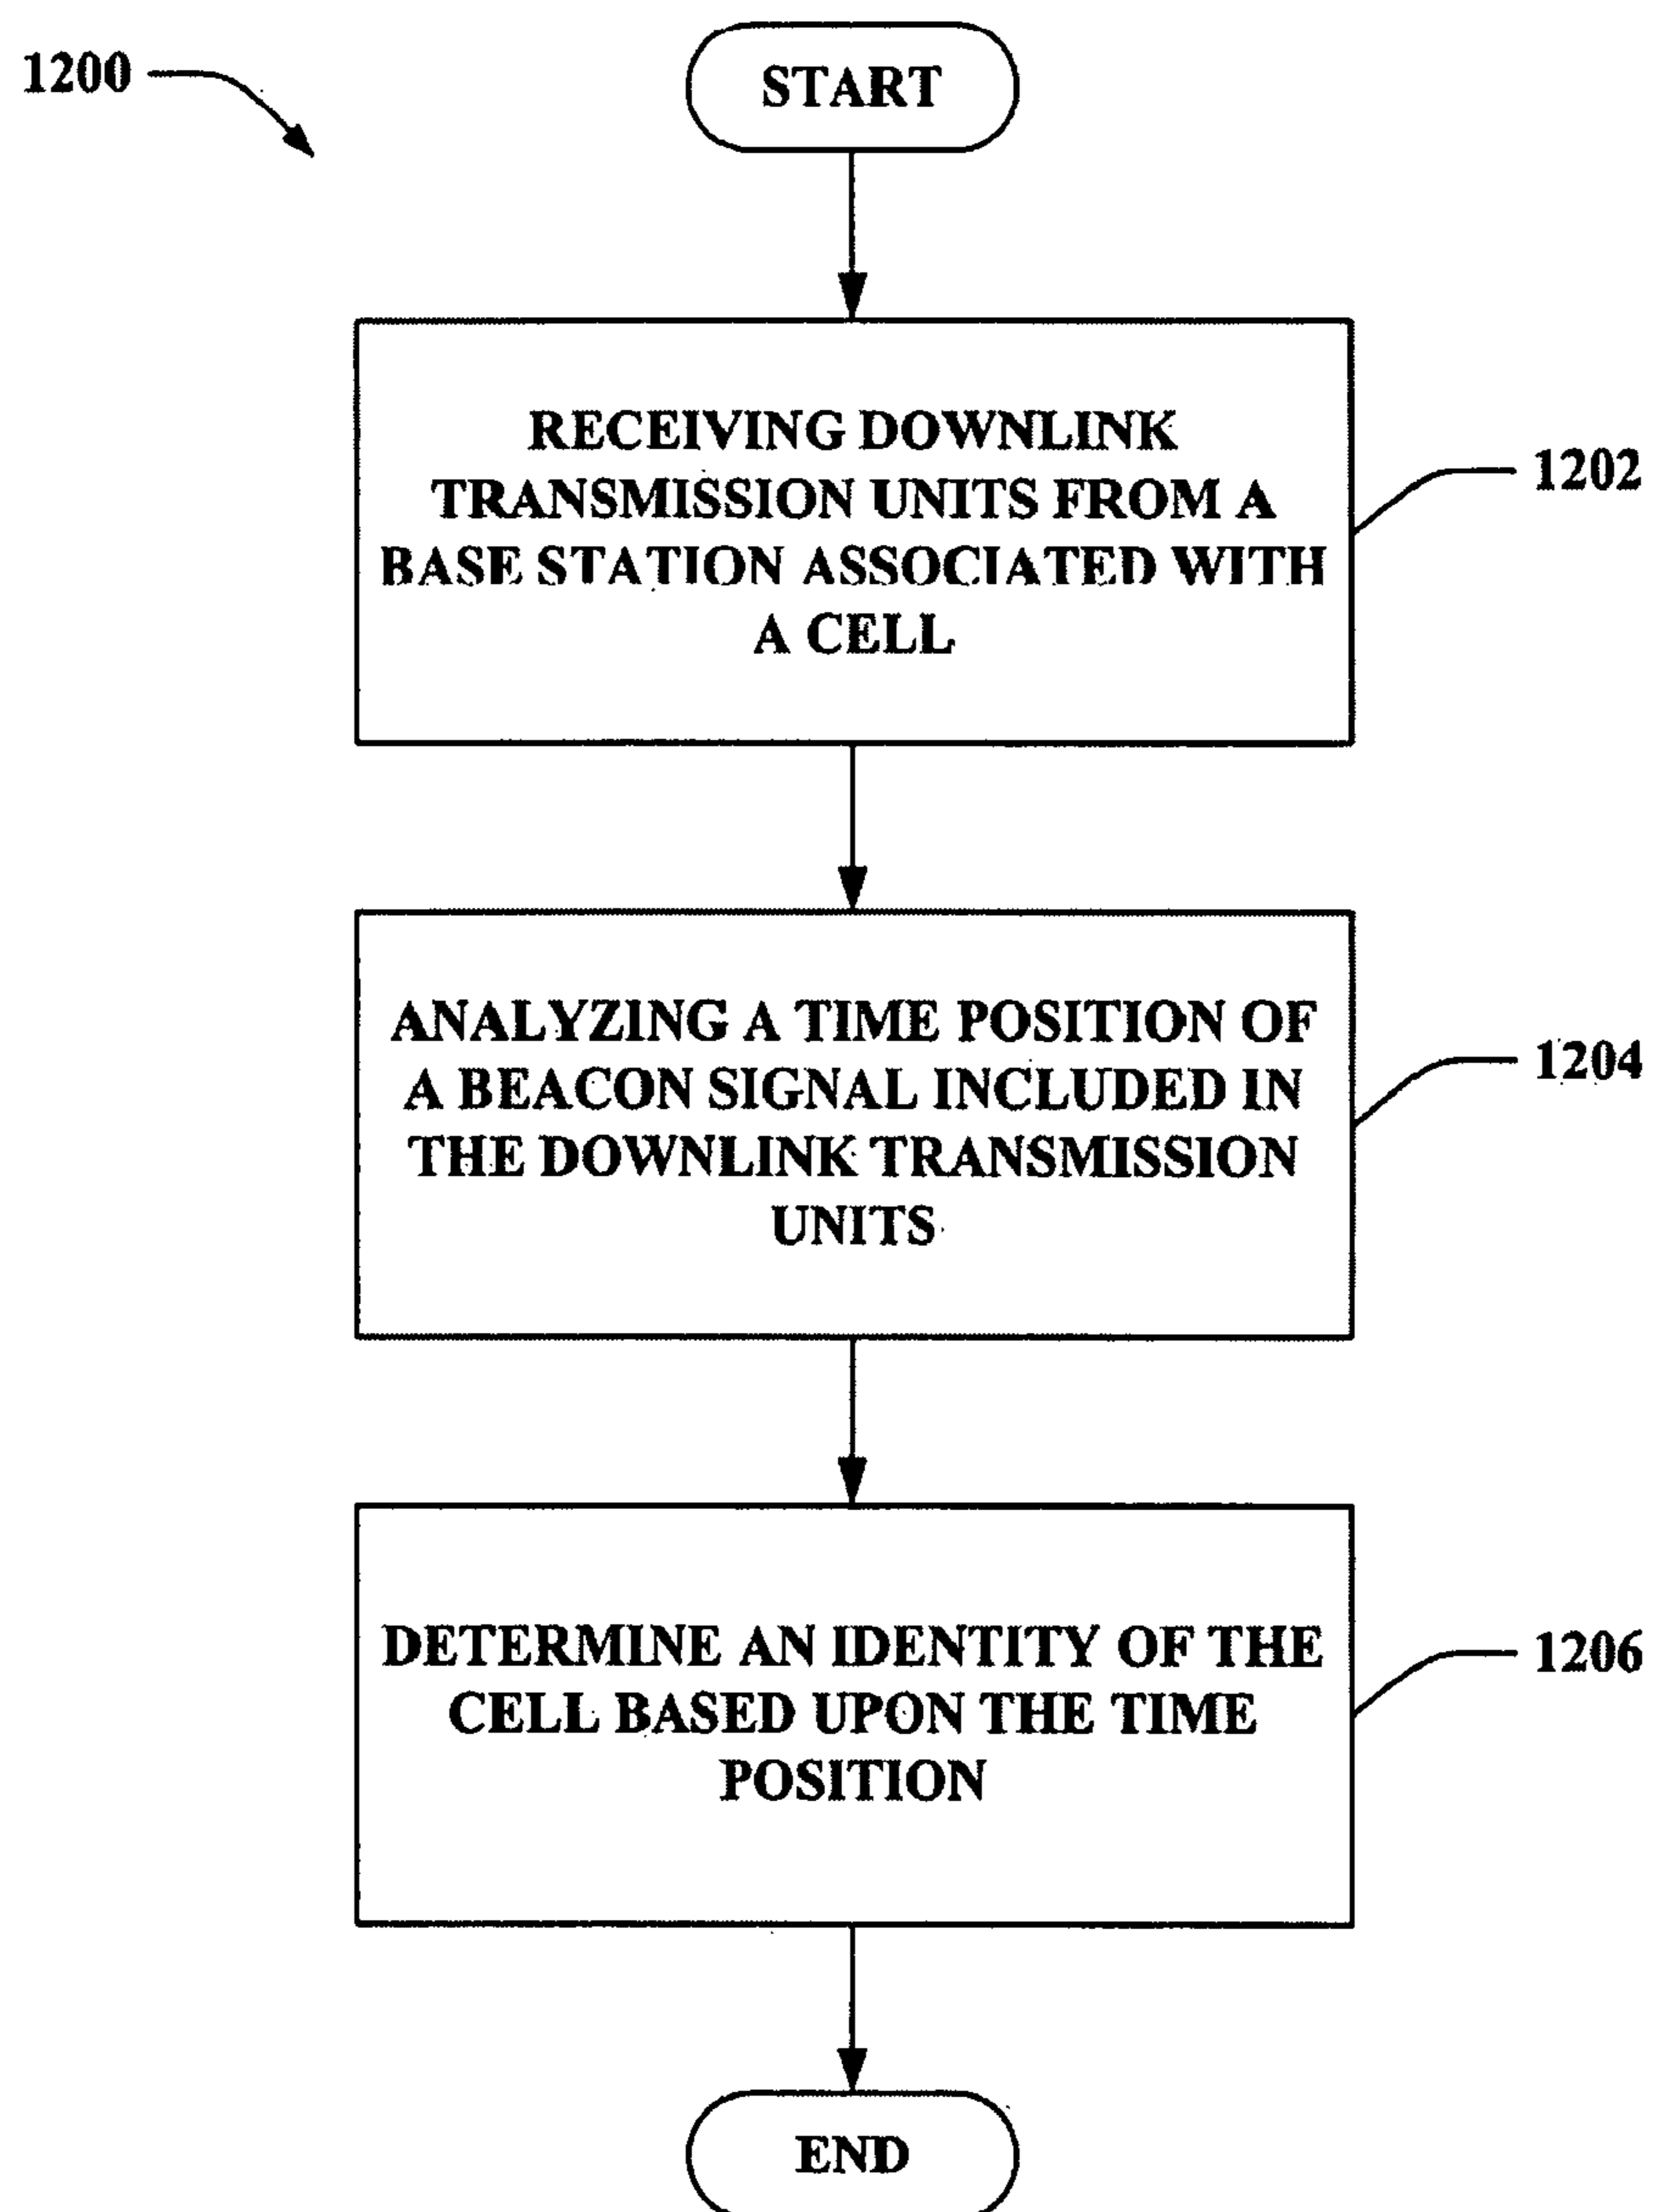 1200
START
RECEIVING DOWNLINK
TRANSMISSION UNITS FROM A
BASE STATION ASSOCIATED WITH
A CELL
1202
ANALYZING A TIME POSITION OF
A BEACON SIGNAL INCLUDED IN
THE DOWNLINK TRANSMISSION
UNITS
1204
DETERMINE AN IDENTITY OF THE
CELL BASED UPON THE TIME
POSITION
1206
END